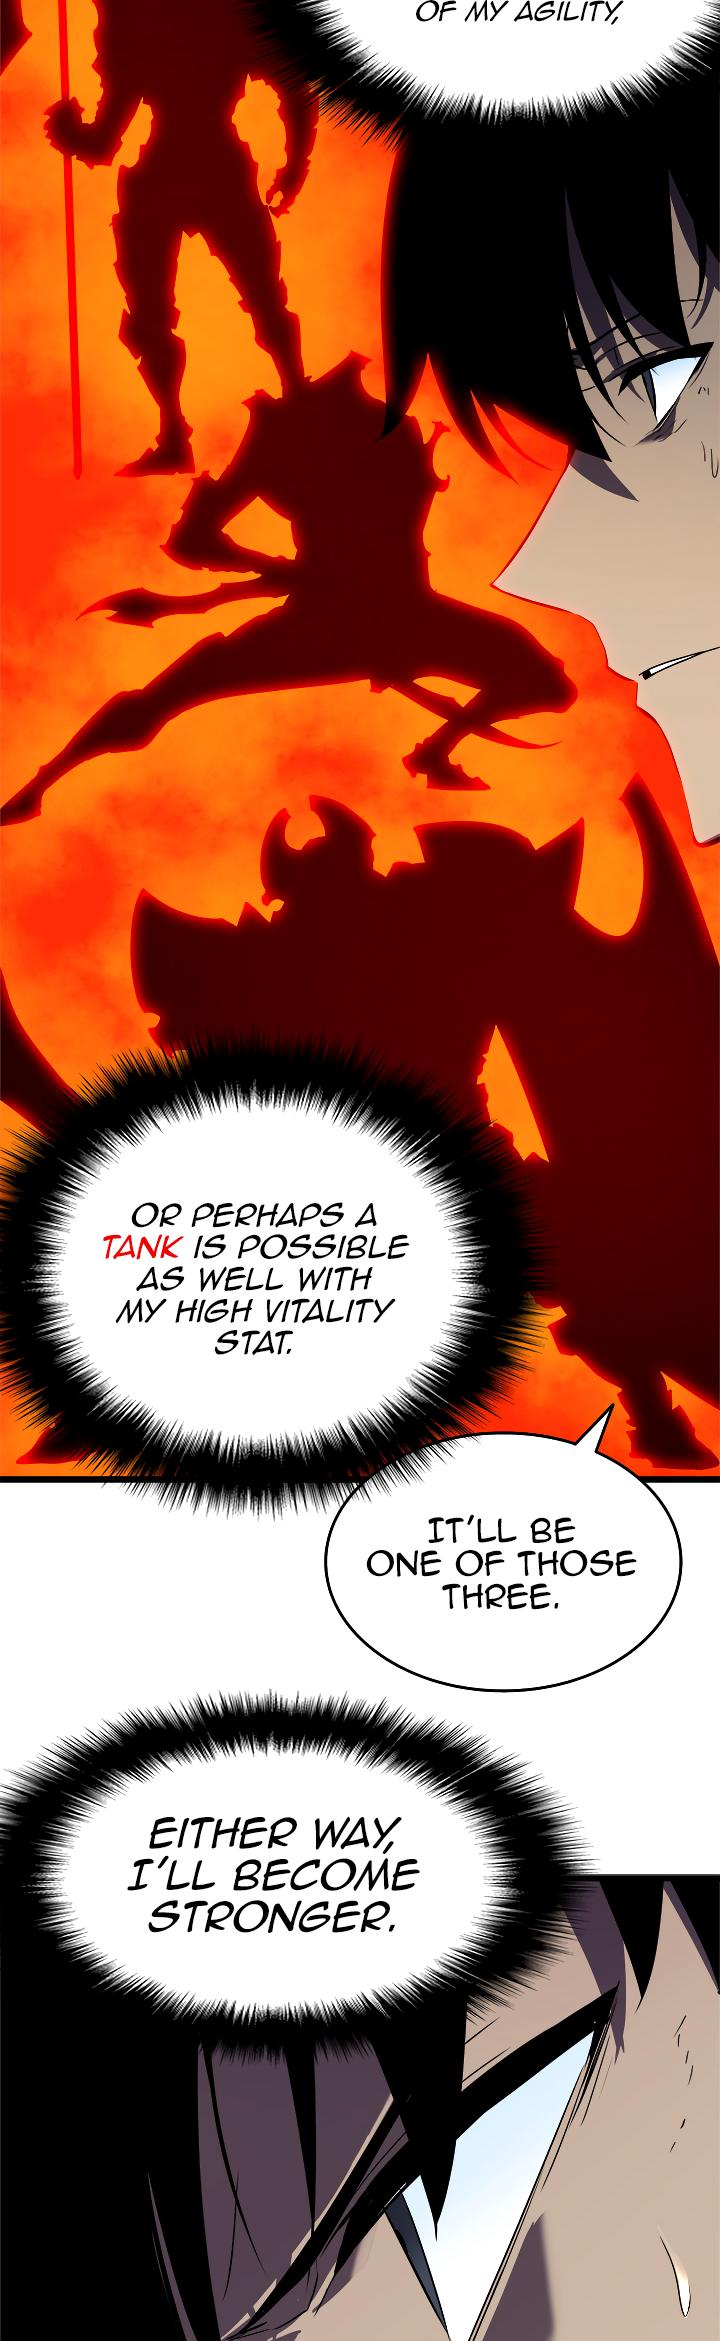 OF MY AGILITY,
OR PERHAPS A
TANK IS POSSIBLE
AS WELL WITH
MY HIGH VITALITY
STAT.
IT'LL BE
ONE OF THOSE
THREE.
EITHER WAY,
I'LL BECOME
STRONGER.